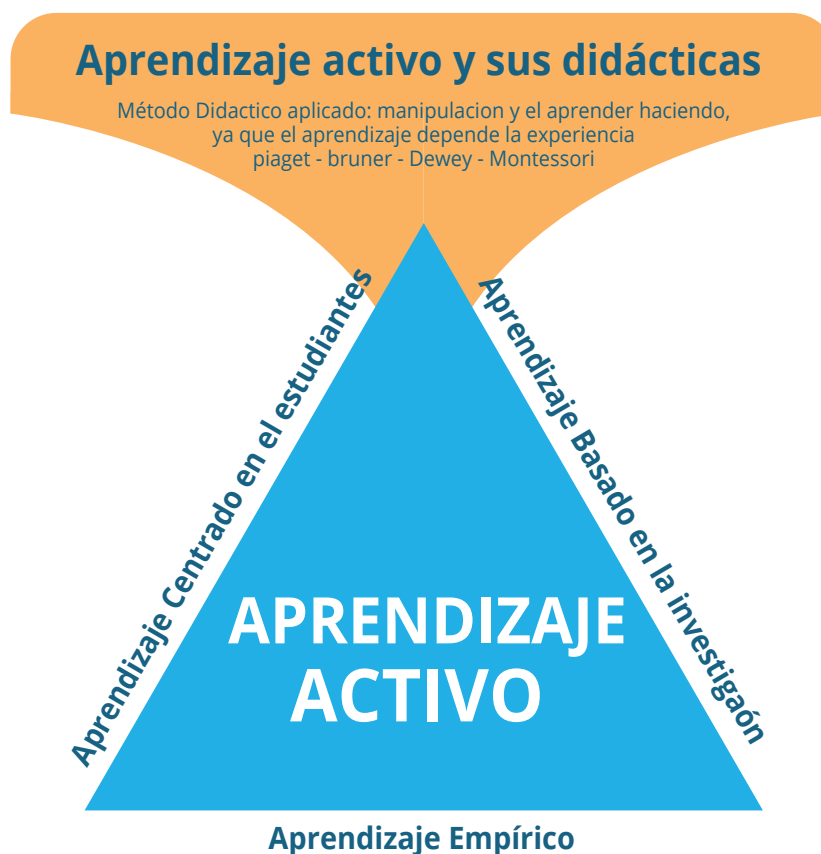 Aprendizaje activo y sus didácticas
Método Didactico aplicado: manipulacion y el aprender haciendo,
ya que el aprendizaje depende la experiencia
piaget - bruner - Dewey - Montessori
Aprendizaje Centrado en el estudiantes
Aprendizaje Basado en la investigaón
APRENDIZAJE
ACTIVO
Aprendizaje Empírico